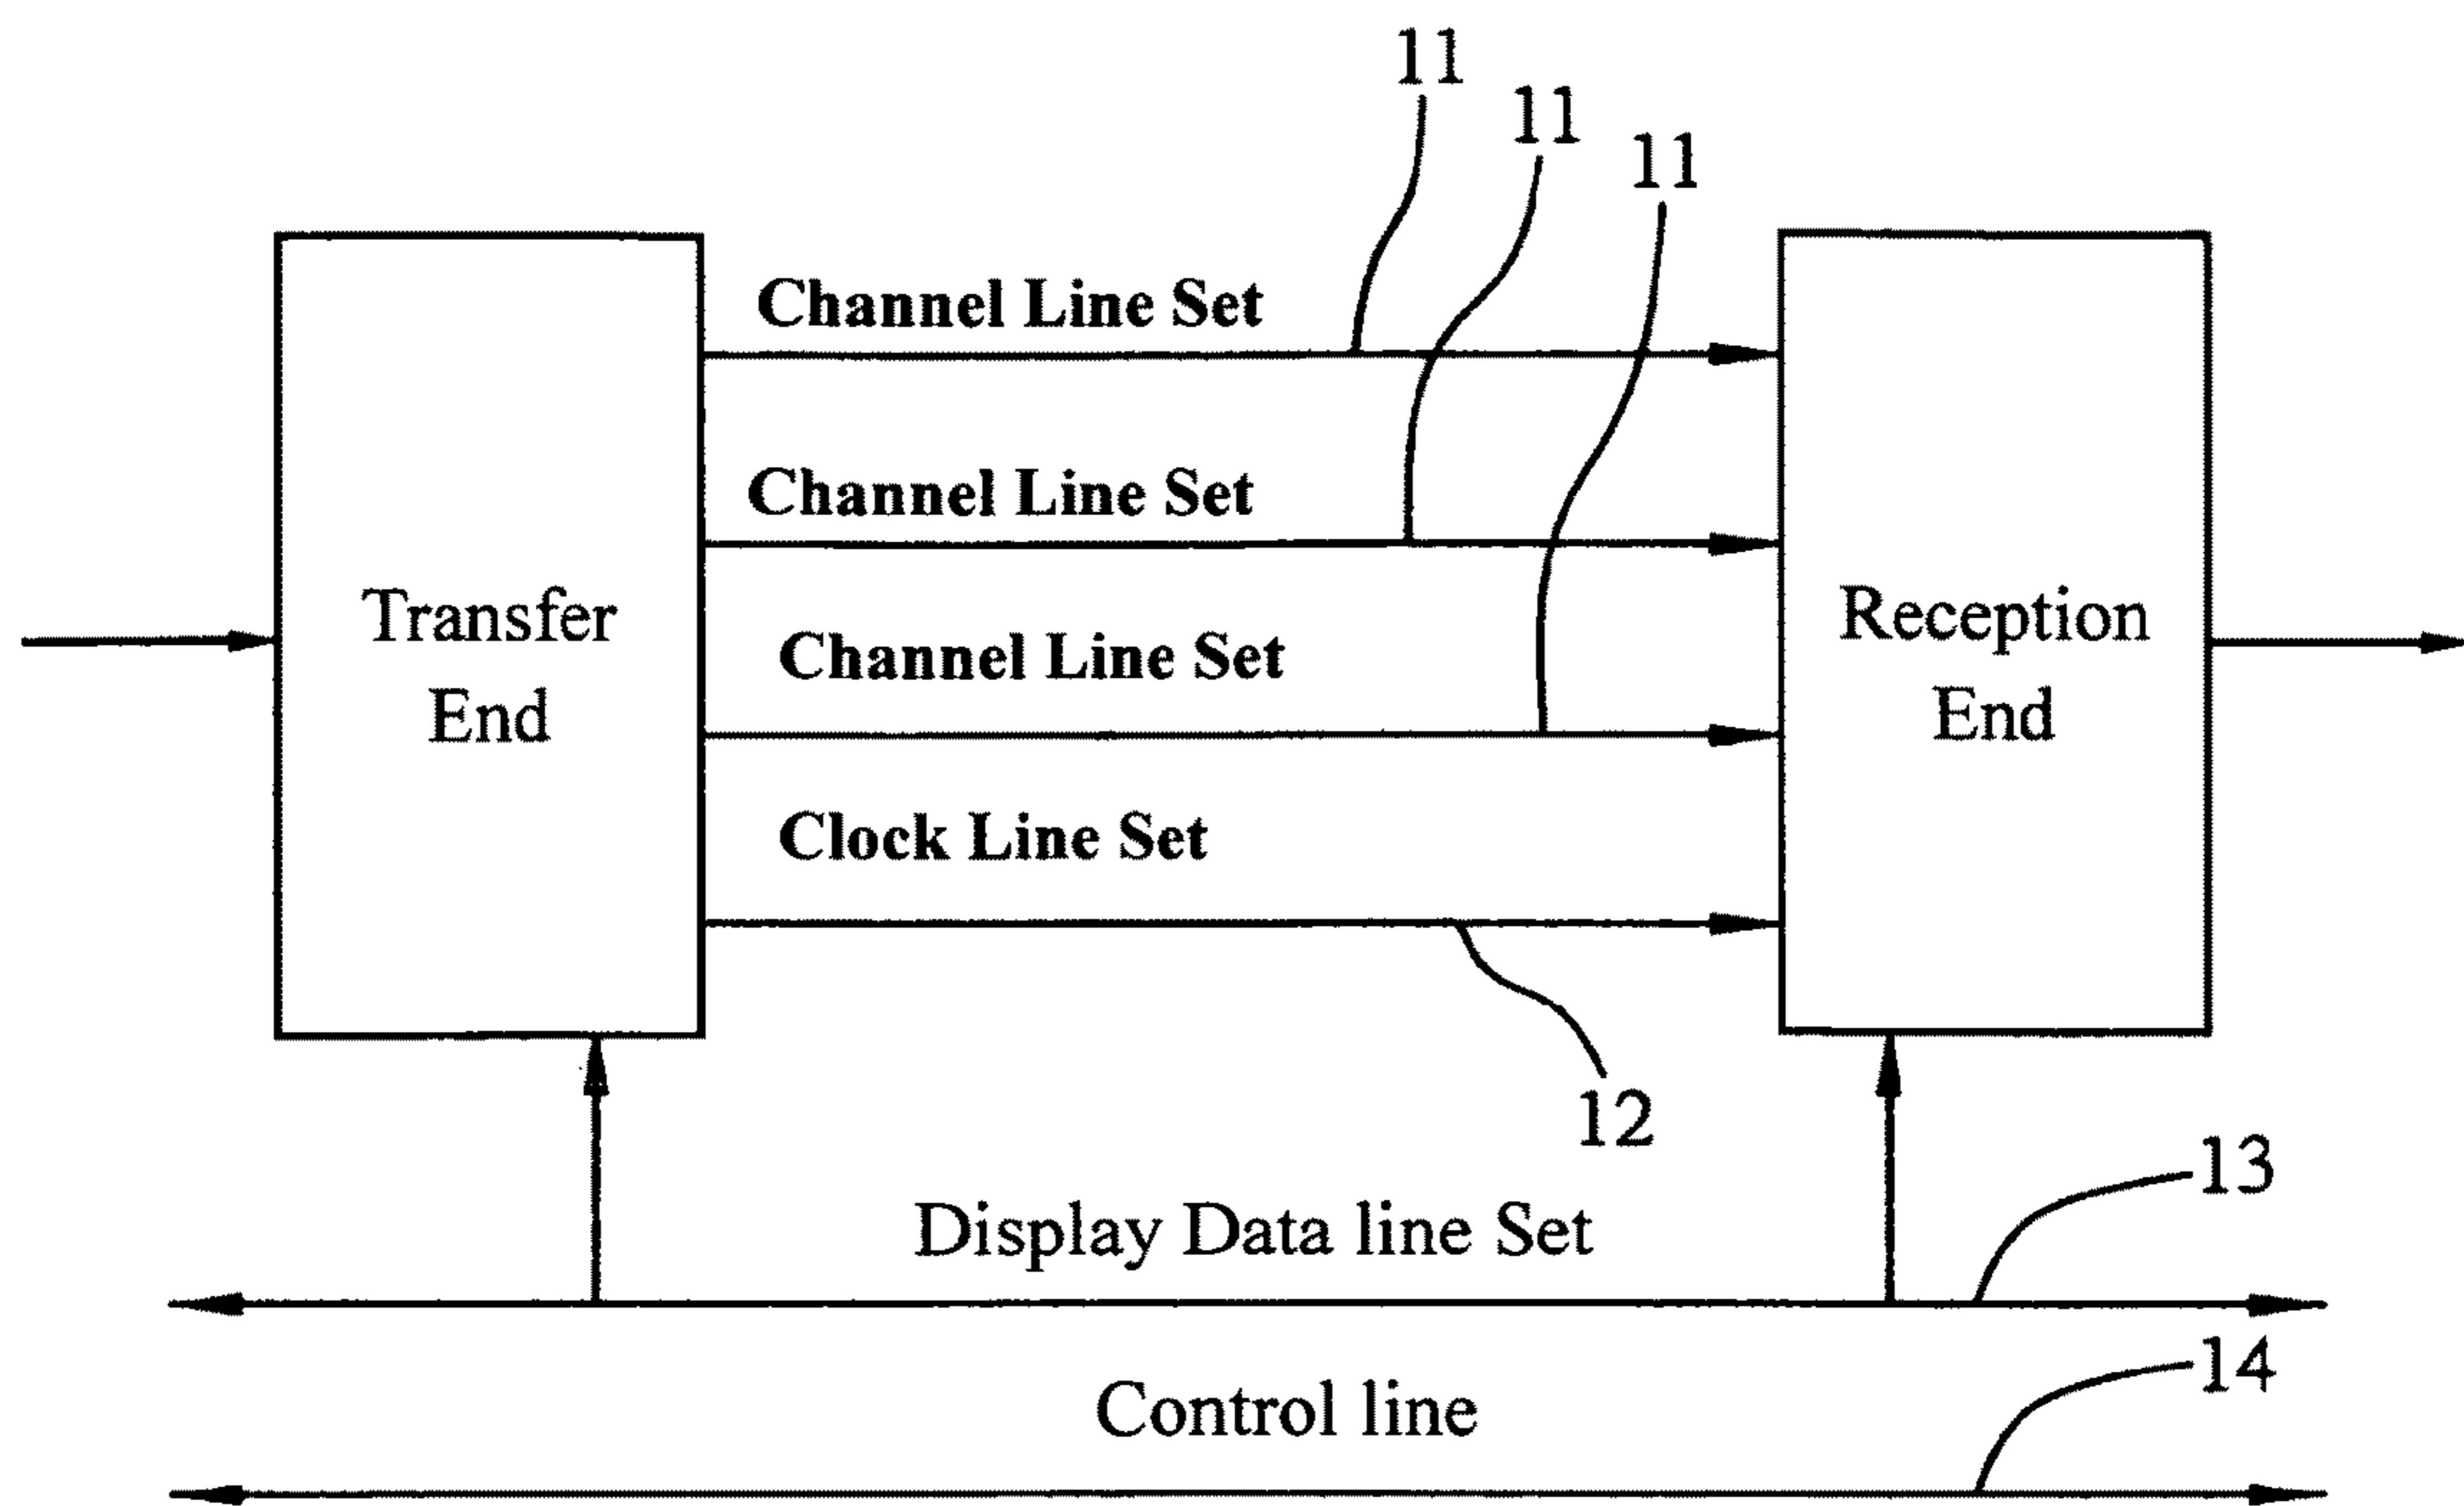 11
11
11
Channel Line Set
Channel Line Set
Transfer
End
Channel Line Set
Reception
End
Clock Line Set
12
13
Display Data line Set
14
Control line